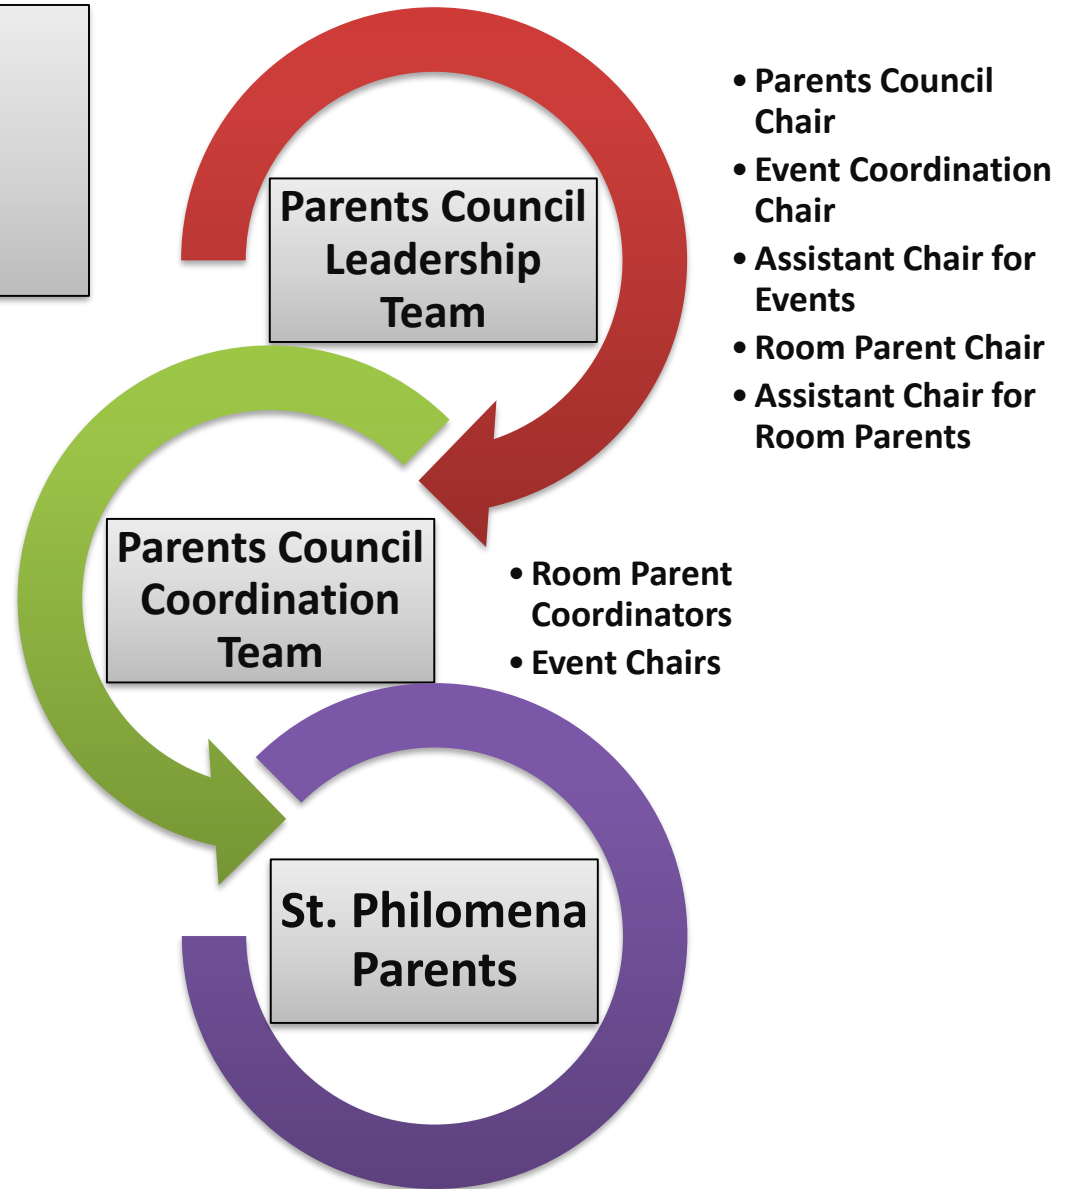 Parents Council
Leadership
Team
• Parents Council
Chair
• Event Coordination
Chair
• Assistant Chair for
Events
• Room Parent Chair
• Assistant Chair for
Room Parents
Parents Council
Coordination
Team
• Room Parent
Coordinators
• Event Chairs
St. Philomena
Parents